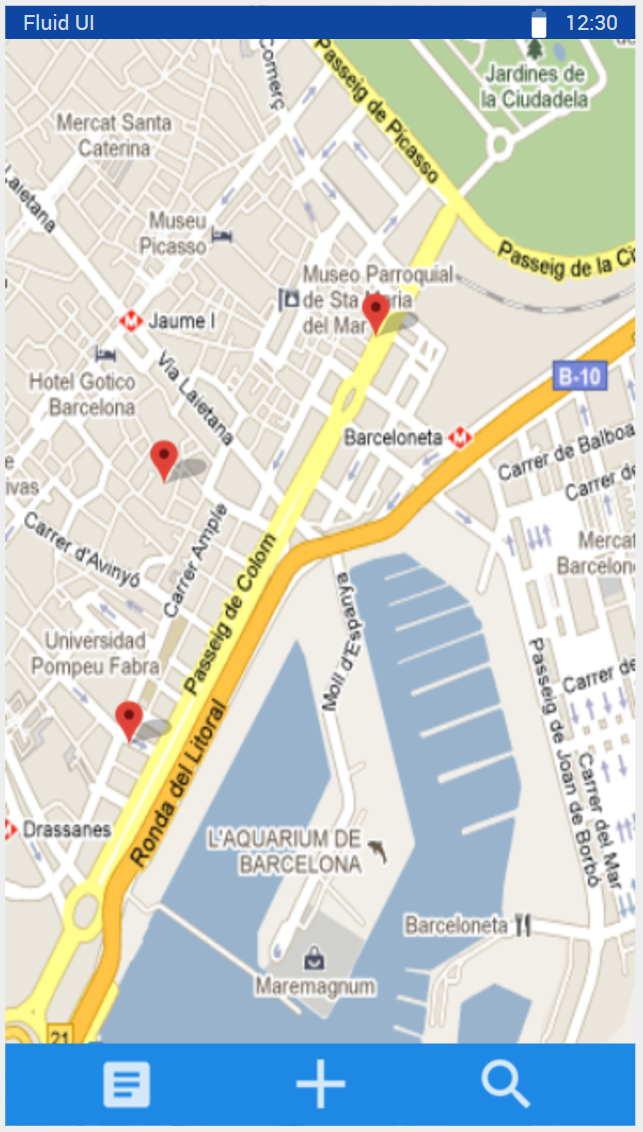 Fluid UI
12:30
Comerç
Passeig de Picasso
Jardines de
la Ciudadela
Mercat Santa
Caterina
Laietana
Museu
Picasso
Passeig de la
Museo Parroquial
de Sta Maria
del Mar
Jaume I
Via Laietana
Hotel Gotico
Barcelona
B-10
Barceloneta
Carrer de Balboa
Carrer de
ivas
Carrer d'Avinyó
Carrer Ample
Passeig de Colom
Moll d'Espanya
Universidad
Pompeu Fabra
Passeig de Joan de Borbó
Carrer de
Carrer del Mar
Drassanes
Ronda del Litoral
L'AQUARIUM DE
BARCELONA
Barceloneta
Maremagnum
21